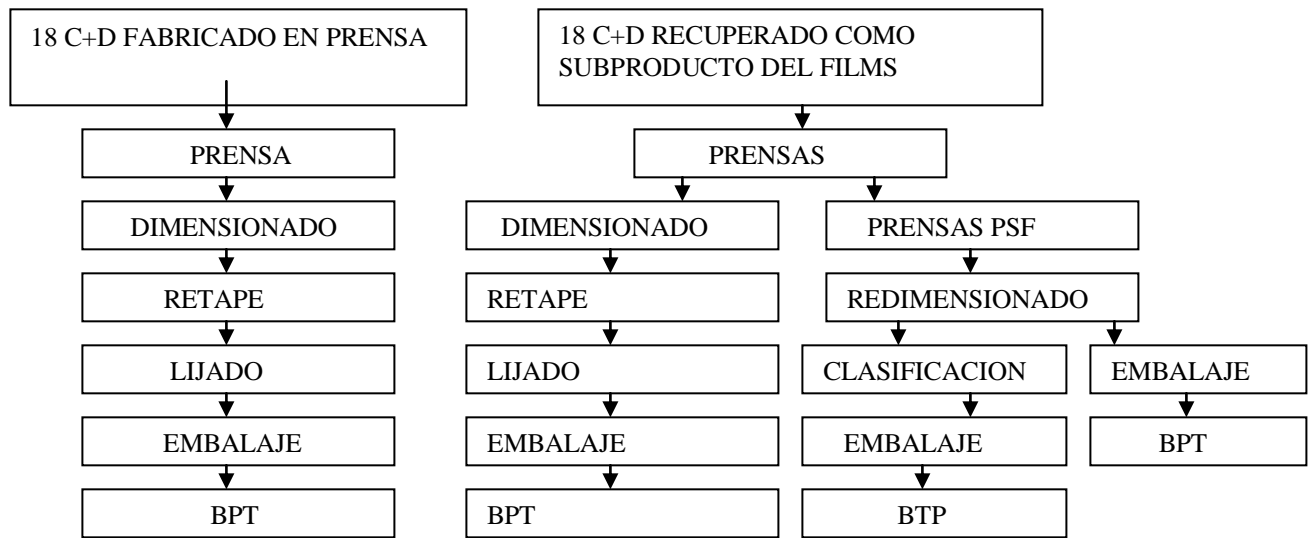 18 C+D FABRICADO EN PRENSA
PRENSA
DIMENSIONADO
RETAPE
LIJADO
EMBALAJE
BPT
18 C+D RECUPERADO COMO
SUBPRODUCTO DEL FILMS
PRENSAS
DIMENSIONADO
RETAPE
LIJADO
EMBALAJE
BPT
PRENSAS PSF
REDIMENSIONADO
CLASIFICACION
EMBALAJE
BTP
EMBALAJE
BPT